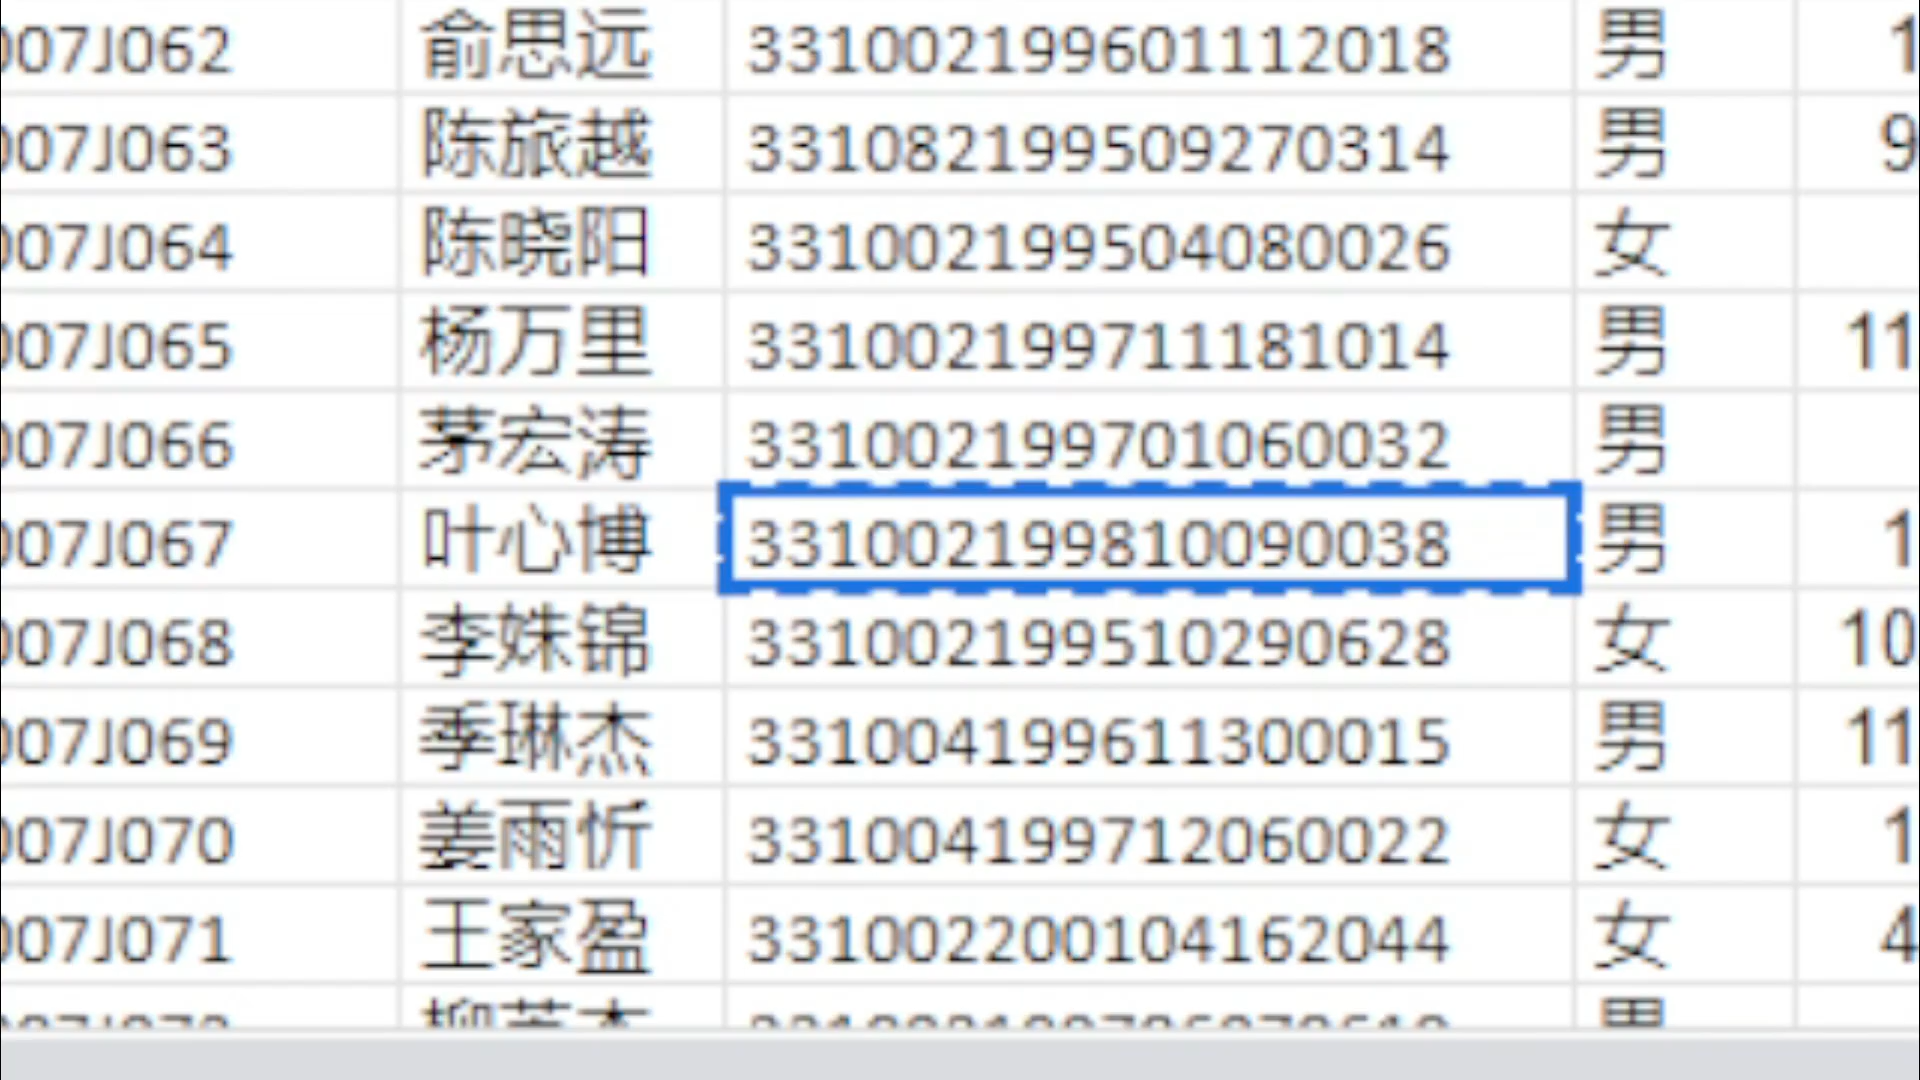 007J062 俞思远 331002199601112018 男 1
007J063 陈旅越 331082199509270314 男 9
007J064 陈晓阳 331002199504080026 女
007J065 杨万里 331002199711181014 男 11
007J066 茅宏涛 331002199701060032 男
007J067 叶心博 331002199810090038 男 1
007J068 李姝锦 331002199510290628 女 10
007J069 季琳杰 331004199611300015 男 11
007J070 姜雨忻 331004199712060022 女 1
007J071 王家盈 331002200104162044 女 4